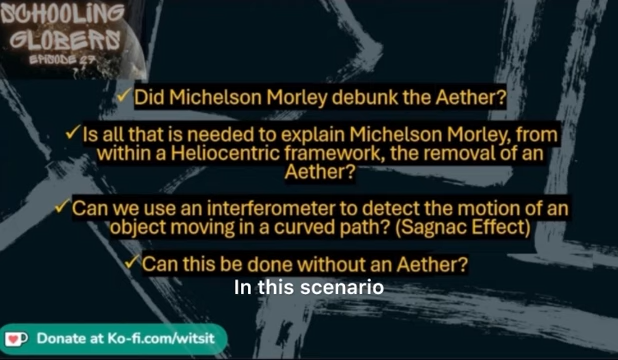 SCHOOLING
GLOBERS
EPISODE 27
✓Did Michelson Morley debunk the Aether?
✓Is all that is needed to explain Michelson Morley, from
within a Heliocentric framework, the removal of an
Aether?
✓Can we use an interferometer to detect the motion of an
object moving in a curved path? (Sagnac Effect)
✓Can this be done without an Aether?
In this scenario
Donate at Ko-fi.com/witsit